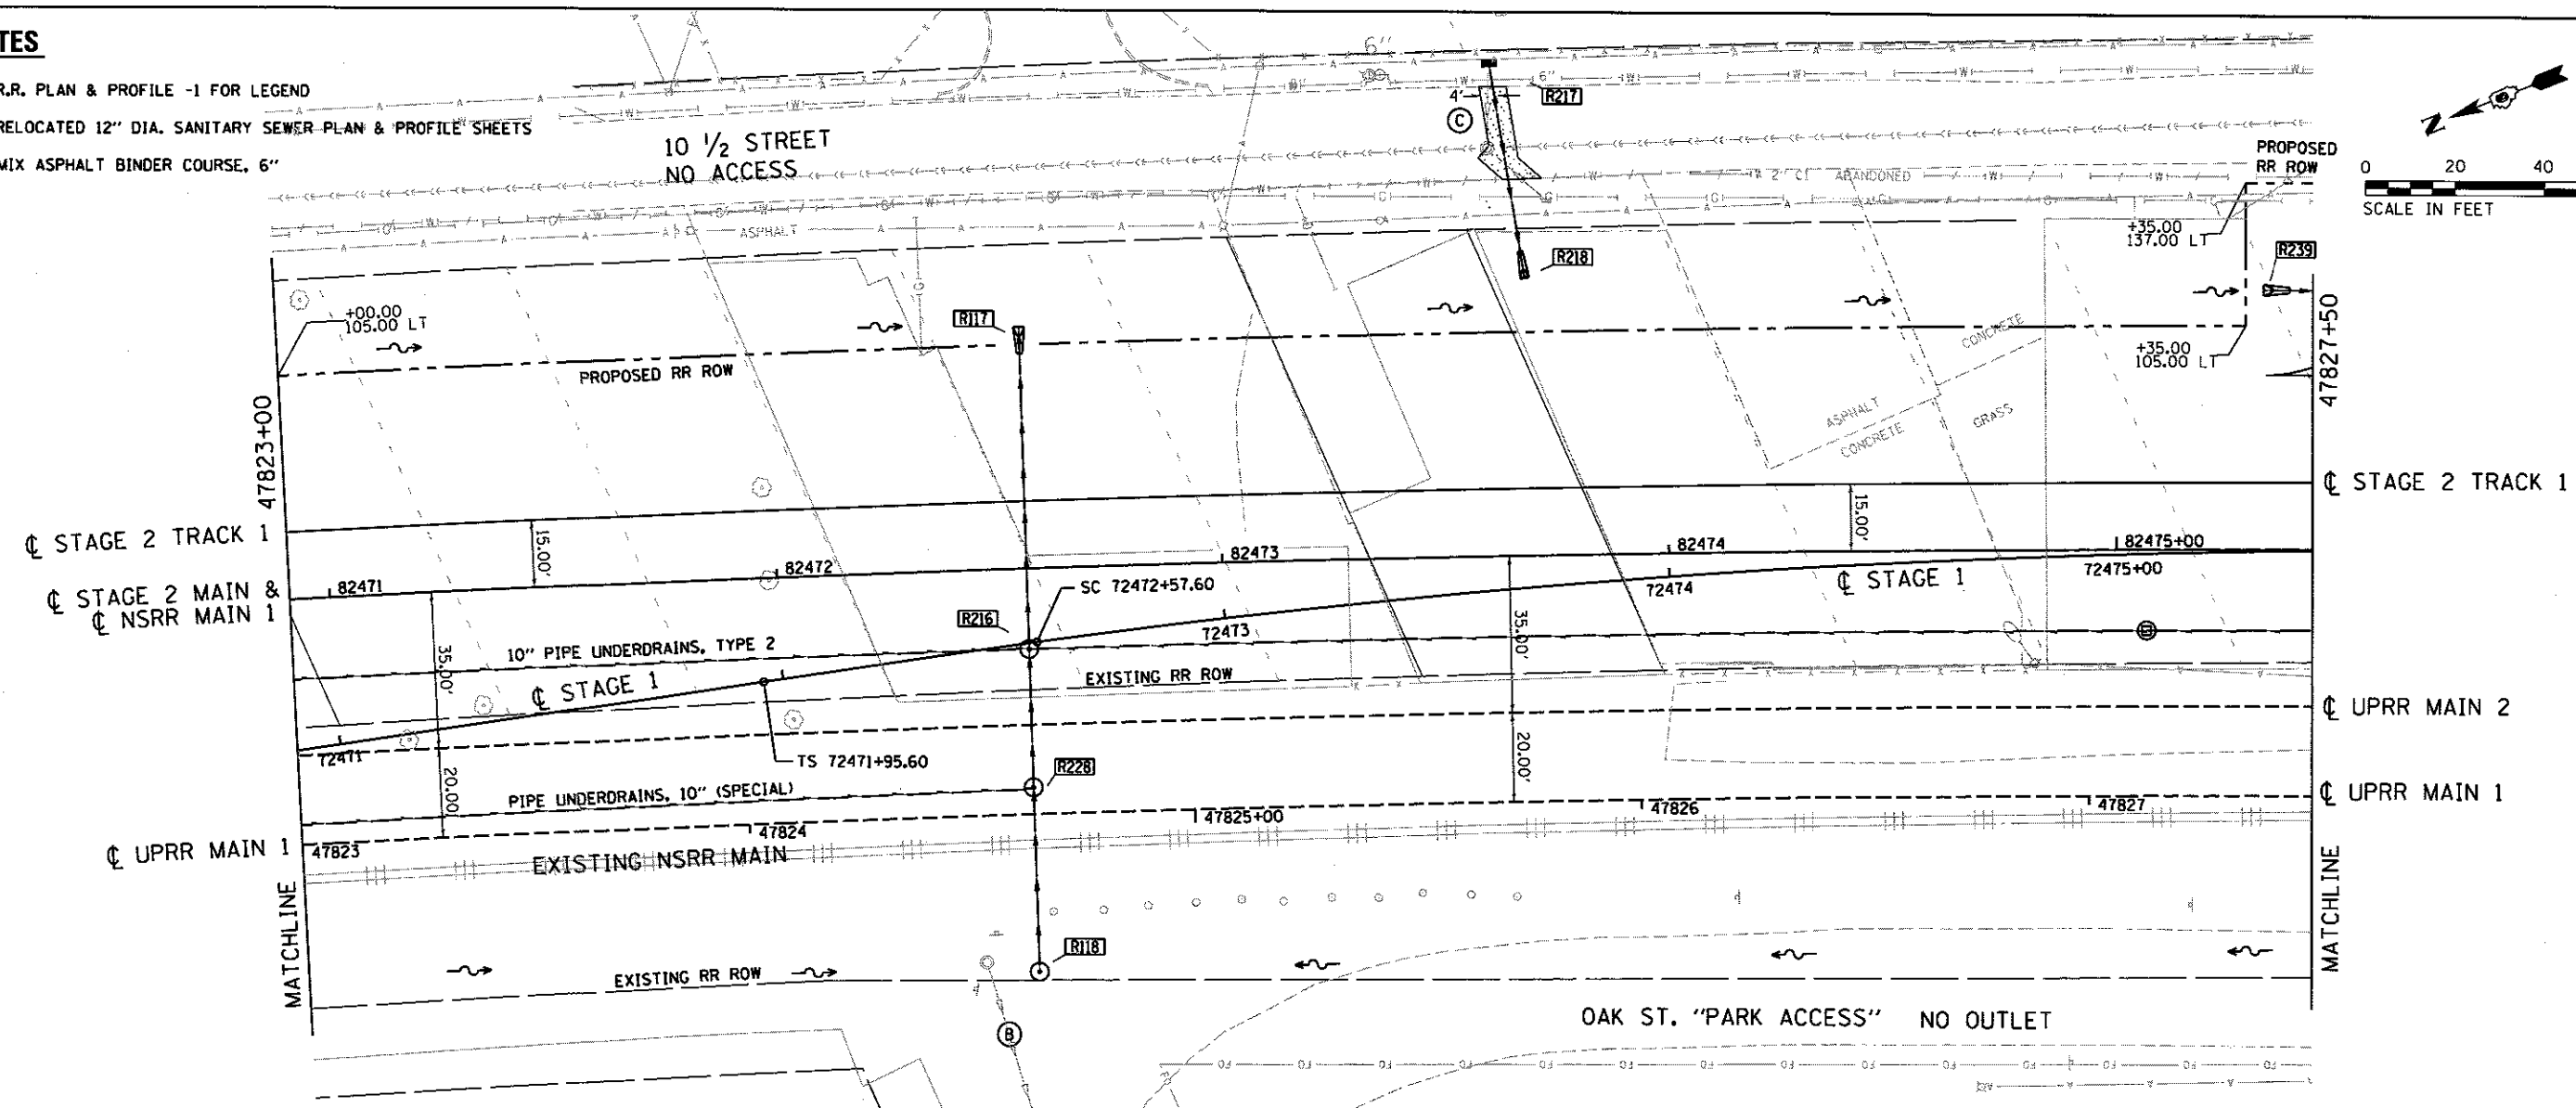 TES
R.R. PLAN & PROFILE -1 FOR LEGEND
RELOCATED 12" DIA. SANITARY SEWER PLAN & PROFILE SHEETS
MIX ASPHALT BINDER COURSE, 6"
10 1/2 STREET
NO ACCESS
6"
6"
4'
C
R217
R218
2" CI ABANDONED
PROPOSED
RR ROW
N
0 20 40
SCALE IN FEET
+35.00
137.00 LT
R239
ASPHALT
+00.00
105.00 LT
R117
PROPOSED RR ROW
CONCRETE
+35.00
105.00 LT
47827+50
47823+00
ASPHALT
CONCRETE
GRASS
℄ STAGE 2 TRACK 1
℄ STAGE 2 TRACK 1
15.00'
15.00'
82471
82472
82473
82474
82475+00
℄ STAGE 2 MAIN &
℄ NSRR MAIN 1
SC 72472+57.60
72474
℄ STAGE 1
72475+00
R216
72473
10" PIPE UNDERDRAINS, TYPE 2
35.00'
35.00'
℄ STAGE 1
EXISTING RR ROW
℄ UPRR MAIN 2
72471
TS 72471+95.60
20.00'
20.00'
R228
PIPE UNDERDRAINS, 10" (SPECIAL)
℄ UPRR MAIN 1
℄ UPRR MAIN 1
47823
47824
47825+00
47826
47827
EXISTING NSRR MAIN
MATCHLINE
MATCHLINE
R118
EXISTING RR ROW
B
OAK ST. "PARK ACCESS" NO OUTLET